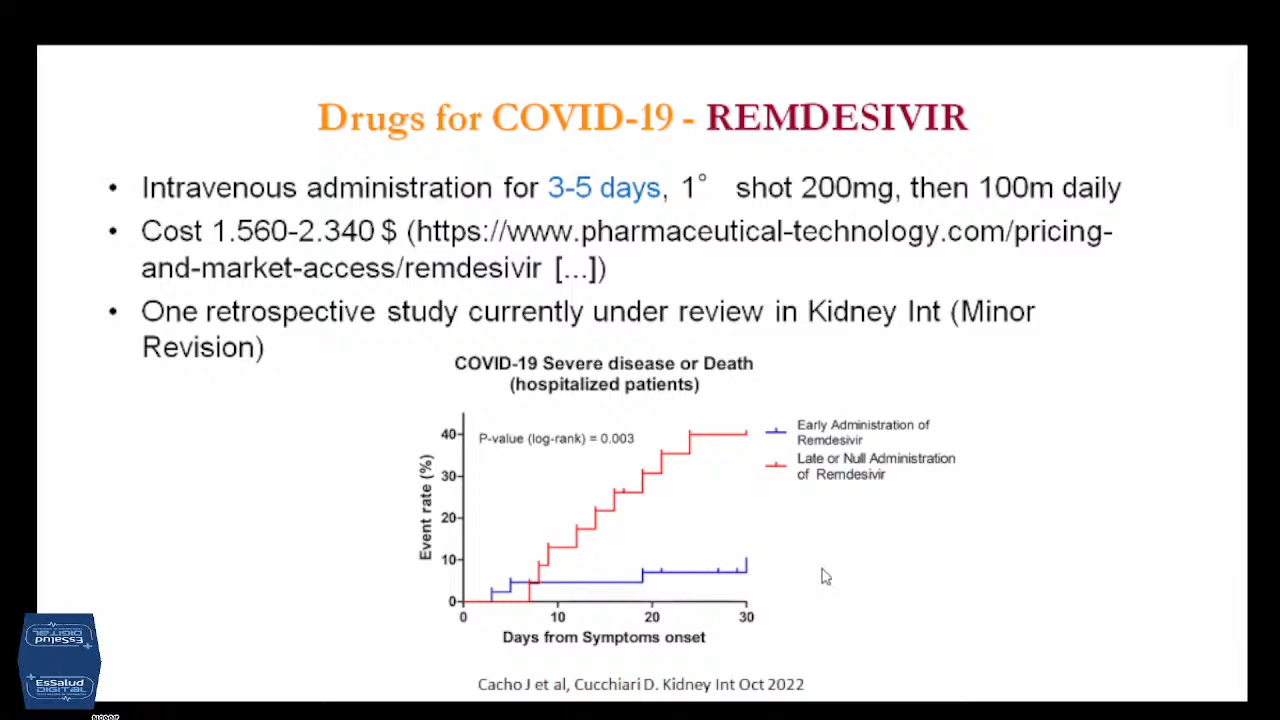 Drugs for COVID-19 - REMDESIVIR
• Intravenous administration for 3-5 days, 1° shot 200mg, then 100m daily
• Cost 1.560-2.340 $ (https://www.pharmaceutical-technology.com/pricing-
and-market-access/remdesivir [...])
• One retrospective study currently under review in Kidney Int (Minor
Revision)
COVID-19 Severe disease or Death
(hospitalized patients)
P-value (log-rank) = 0.003
Early Administration of
Remdesivir
Late or Null Administration
of Remdesivir
Event rate (%)
40
30
20
10
0
0 10 20 30
Days from Symptoms onset
Cacho J et al, Cucchiari D. Kidney Int Oct 2022
EsSalud
DIGITAL
EsSalud
DIGITAL